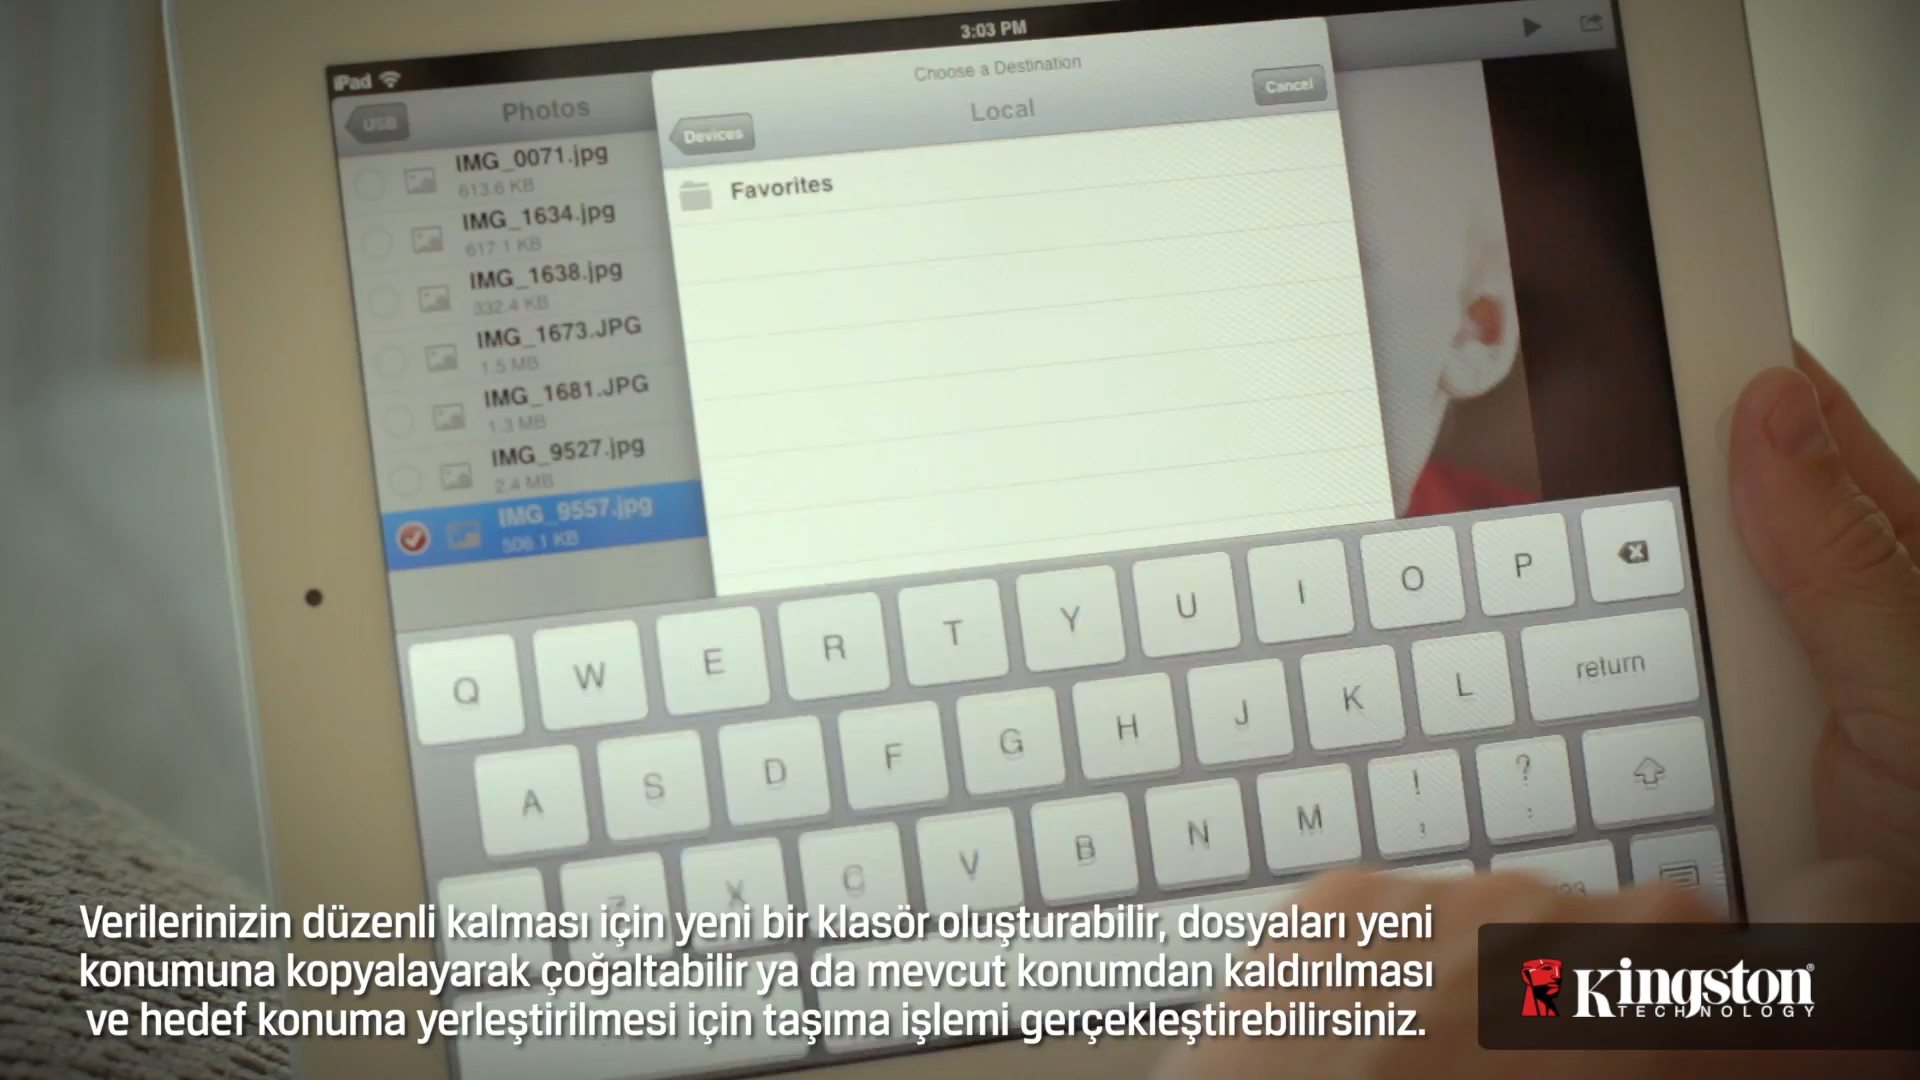 3:03 PM
iPad
Choose a Destination
USB
Photos
Devices
Local
Cancel
IMG_0071.jpg
613.6 KB
IMG_1634.jpg
617.1 KB
IMG_1638.jpg
332.4 KB
IMG_1673.JPG
1.5 MB
IMG_1681.JPG
1.3 MB
IMG_9527.jpg
2.4 MB
IMG_9557.jpg
506.1 KB
Favorites
Q W E R T Y U I O P
A S D F G H J K L return
Z X C V B N M ! , ? .
Verilerinizin düzenli kalması için yeni bir klasör oluşturabilir, dosyaları yeni
konumuna kopyalayarak çoğaltabilir ya da mevcut konumdan kaldırılması
ve hedef konuma yerleştirilmesi için taşıma işlemi gerçekleştirebilirsiniz.
Kingston
TECHNOLOGY